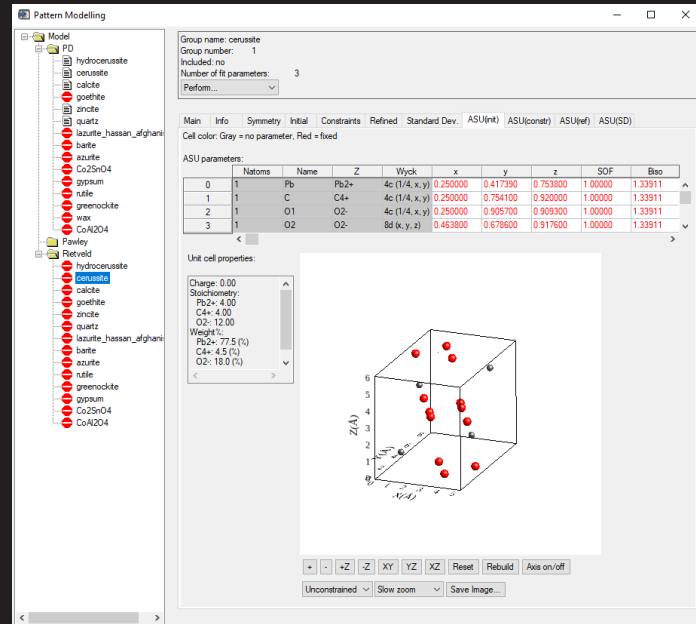 Pattern Modelling
Model
PD
hydrocerussite
cerussite
calcite
goethite
zincite
quartz
lazurite_hassan_afghanis
barite
azurite
Co2SnO4
gypsum
rutile
greenockite
wax
CoAl2O4
Pawley
Rietveld
hydrocerussite
cerussite
calcite
goethite
zincite
quartz
lazurite_hassan_afghanis
barite
azurite
rutile
greenockite
gypsum
Co2SnO4
CoAl2O4
Group name: cerussite
Group number: 1
Included: no
Number of fit parameters: 3
Perform...
Main Info Symmetry Initial Constraints Refined Standard Dev. ASU(init) ASU(constr) ASU(ref) ASU(SD)
Cell color: Gray = no parameter, Red = fixed
ASU parameters:
Natoms Name Z Wyck x y z SOF Biso
0 1 Pb Pb2+ 4c (1/4, x, y) 0.250000 0.417390 0.753800 1.00000 1.33911
1 1 C C4+ 4c (1/4, x, y) 0.250000 0.754100 0.920000 1.00000 1.33911
2 1 O1 O2- 4c (1/4, x, y) 0.250000 0.905700 0.909300 1.00000 1.33911
3 1 O2 O2- 8d (x, y, z) 0.463800 0.678600 0.917600 1.00000 1.33911
Unit cell properties:
Charge: 0.00
Stoichiometry:
Pb2+: 4.00
C4+: 4.00
O2-: 12.00
Weight%:
Pb2+: 77.5 (%)
C4+: 4.5 (%)
O2-: 18.0 (%)
6
5
4
3
2
1
Z(Å)
X(Å)
+ - +Z -Z XY YZ XZ Reset Rebuild Axis on/off
Unconstrained Slow zoom Save Image...